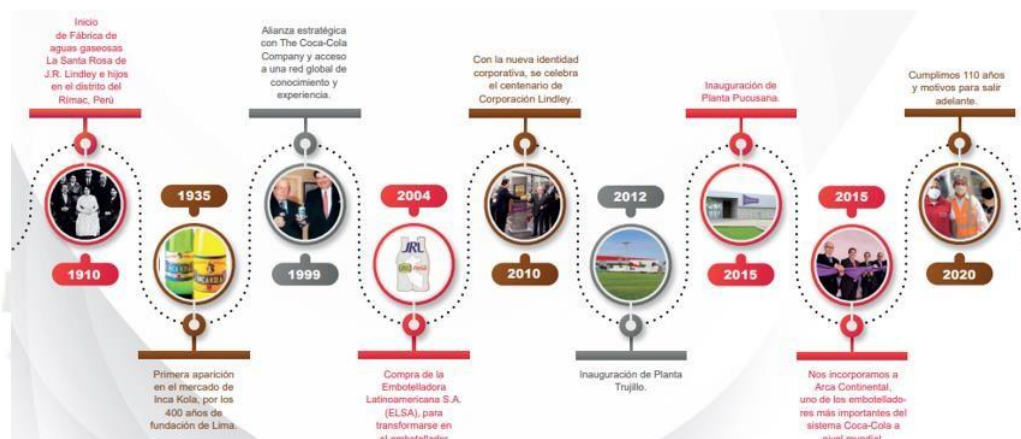 Inicio
de Fábrica de
aguas gaseosas
La Santa Rosa de
J.R. Lindley e hijos
en el distrito del
Rímac, Perú
1910
1935
Primera aparición
en el mercado de
Inca Kola, por los
400 años de
fundación de Lima.
Alianza estratégica
con The Coca-Cola
Company y acceso
a una red global de
conocimiento y
experiencia.
1999
2004
JRL
Compra de la
Embotelladora
Latinoamericana S.A.
(ELSA), para
transformarse en
el embotellador
Con la nueva identidad
corporativa, se celebra
el centenario de
Corporación Lindley.
2010
2012
Inauguración de Planta
Trujillo.
Inauguración de
Planta Pucusana.
2015
2015
Nos incorporamos a
Arca Continental,
uno de los embotellado-
res más importantes del
sistema Coca-Cola a
nivel mundial
Cumplimos 110 años
y motivos para salir
adelante.
2020